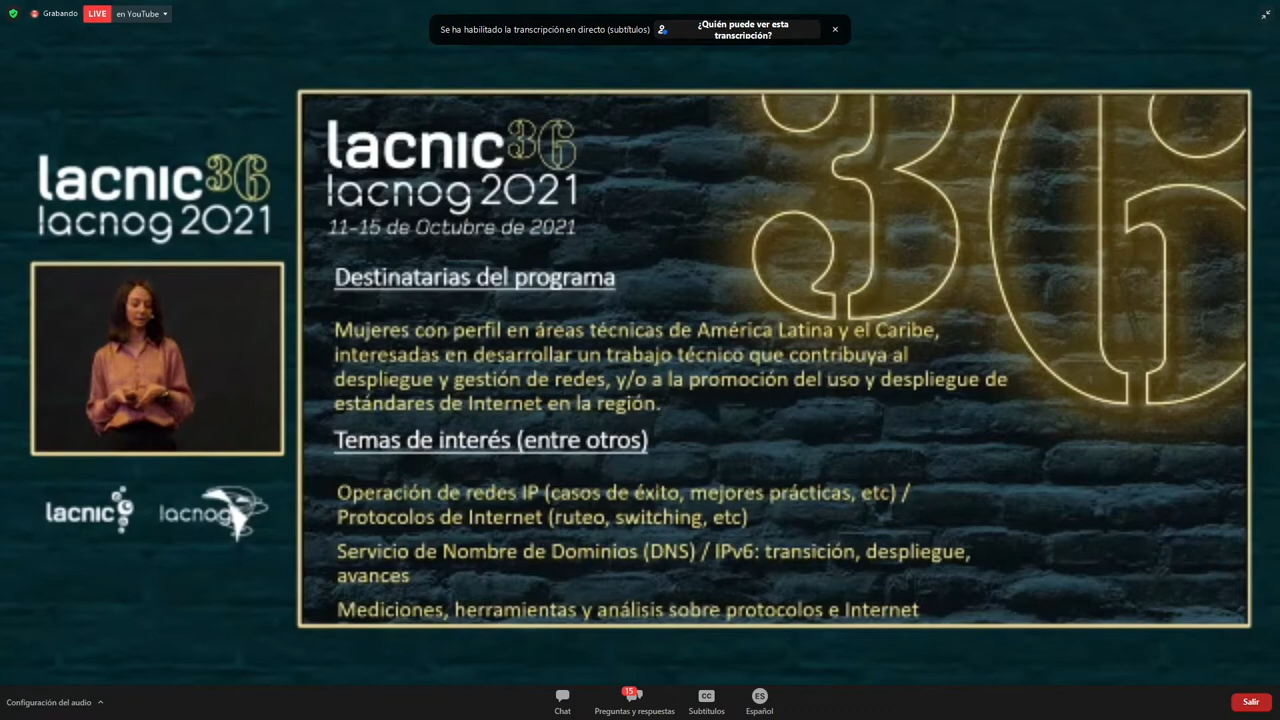 Grabando
LIVE
en YouTube
Se ha habilitado la transcripción en directo (subtítulos)
¿Quién puede ver esta
transcripción?
lacnic 36
lacnog 2021
lacnic
lacnog
lacnic 36
lacnog 2021
11-15 de Octubre de 2021
36
Destinatarias del programa
Mujeres con perfil en áreas técnicas de América Latina y el Caribe,
interesadas en desarrollar un trabajo técnico que contribuya al
despliegue y gestión de redes, y/o a la promoción del uso y despliegue de
estándares de Internet en la región.
Temas de interés (entre otros)
Operación de redes IP (casos de éxito, mejores prácticas, etc) /
Protocolos de Internet (ruteo, switching, etc)
Servicio de Nombre de Dominios (DNS) / IPv6: transición, despliegue,
avances
Mediciones, herramientas y análisis sobre protocolos e Internet
Configuración del audio
Chat
15
Preguntas y respuestas
CC
Subtítulos
ES
Español
Salir